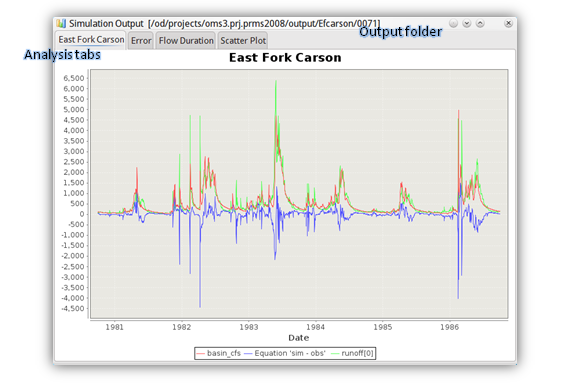 Simulation Output [/od/projects/oms3.prj.prms2008/output/Efcarson/0071]
Output folder
East Fork Carson Error Flow Duration Scatter Plot
Analysis tabs
East Fork Carson
6,500
6,000
5,500
5,000
4,500
4,000
3,500
3,000
2,500
2,000
1,500
1,000
500
0
-500
-1,000
-1,500
-2,000
-2,500
-3,000
-3,500
-4,000
-4,500
1981 1982 1983 1984 1985 1986
Date
basin_cfs Equation 'sim - obs' runoff[0]